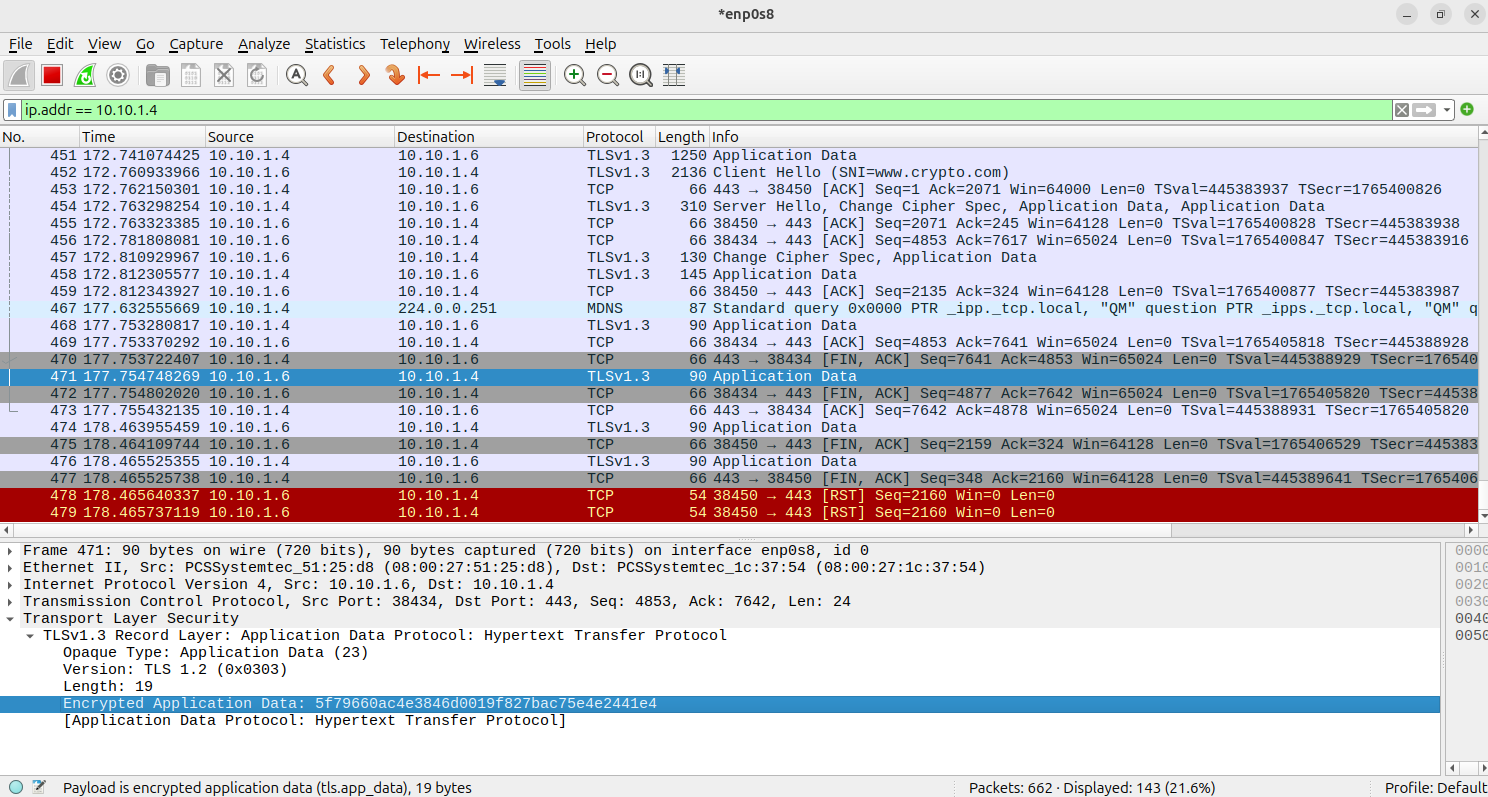 *enp0s8
File Edit View Go Capture Analyze Statistics Telephony Wireless Tools Help
ip.addr == 10.10.1.4
No. Time Source Destination Protocol Length Info
451 172.741074425 10.10.1.4 10.10.1.6 TLSv1.3 1250 Application Data
452 172.760933966 10.10.1.6 10.10.1.4 TLSv1.3 2136 Client Hello (SNI=www.crypto.com)
453 172.762150301 10.10.1.4 10.10.1.6 TCP 66 443 → 38450 [ACK] Seq=1 Ack=2071 Win=64000 Len=0 TSval=445383937 TSecr=1765400826
454 172.763298254 10.10.1.4 10.10.1.6 TLSv1.3 310 Server Hello, Change Cipher Spec, Application Data, Application Data
455 172.763323385 10.10.1.6 10.10.1.4 TCP 66 38450 → 443 [ACK] Seq=2071 Ack=245 Win=64128 Len=0 TSval=1765400828 TSecr=445383938
456 172.781808081 10.10.1.6 10.10.1.4 TCP 66 38434 → 443 [ACK] Seq=4853 Ack=7617 Win=65024 Len=0 TSval=1765400847 TSecr=445383916
457 172.810929967 10.10.1.6 10.10.1.4 TLSv1.3 130 Change Cipher Spec, Application Data
458 172.812305577 10.10.1.4 10.10.1.6 TLSv1.3 145 Application Data
459 172.812343927 10.10.1.6 10.10.1.4 TCP 66 38450 → 443 [ACK] Seq=2135 Ack=324 Win=64128 Len=0 TSval=1765400877 TSecr=445383987
467 177.632555669 10.10.1.4 224.0.0.251 MDNS 87 Standard query 0x0000 PTR _ipp._tcp.local, "QM" question PTR _ipps._tcp.local, "QM" q
468 177.753280817 10.10.1.4 10.10.1.6 TLSv1.3 90 Application Data
469 177.753370292 10.10.1.6 10.10.1.4 TCP 66 38434 → 443 [ACK] Seq=4853 Ack=7641 Win=65024 Len=0 TSval=1765405818 TSecr=445388928
470 177.753722407 10.10.1.4 10.10.1.6 TCP 66 443 → 38434 [FIN, ACK] Seq=7641 Ack=4853 Win=65024 Len=0 TSval=445388929 TSecr=176540
471 177.754748269 10.10.1.6 10.10.1.4 TLSv1.3 90 Application Data
472 177.754802020 10.10.1.6 10.10.1.4 TCP 66 38434 → 443 [FIN, ACK] Seq=4877 Ack=7642 Win=65024 Len=0 TSval=1765405820 TSecr=44538
473 177.755432135 10.10.1.4 10.10.1.6 TCP 66 443 → 38434 [ACK] Seq=7642 Ack=4878 Win=65024 Len=0 TSval=445388931 TSecr=1765405820
474 178.463955459 10.10.1.6 10.10.1.4 TLSv1.3 90 Application Data
475 178.464109744 10.10.1.6 10.10.1.4 TCP 66 38450 → 443 [FIN, ACK] Seq=2159 Ack=324 Win=64128 Len=0 TSval=1765406529 TSecr=445383
476 178.465525355 10.10.1.4 10.10.1.6 TLSv1.3 90 Application Data
477 178.465525738 10.10.1.4 10.10.1.6 TCP 66 443 → 38450 [FIN, ACK] Seq=348 Ack=2160 Win=64128 Len=0 TSval=445389641 TSecr=1765406
478 178.465640337 10.10.1.6 10.10.1.4 TCP 54 38450 → 443 [RST] Seq=2160 Win=0 Len=0
479 178.465737119 10.10.1.6 10.10.1.4 TCP 54 38450 → 443 [RST] Seq=2160 Win=0 Len=0
Frame 471: 90 bytes on wire (720 bits), 90 bytes captured (720 bits) on interface enp0s8, id 0
Ethernet II, Src: PCSSystemtec_51:25:d8 (08:00:27:51:25:d8), Dst: PCSSystemtec_1c:37:54 (08:00:27:1c:37:54)
Internet Protocol Version 4, Src: 10.10.1.6, Dst: 10.10.1.4
Transmission Control Protocol, Src Port: 38434, Dst Port: 443, Seq: 4853, Ack: 7642, Len: 24
Transport Layer Security
TLSv1.3 Record Layer: Application Data Protocol: Hypertext Transfer Protocol
Opaque Type: Application Data (23)
Version: TLS 1.2 (0x0303)
Length: 19
Encrypted Application Data: 5f79660ac4e3846d0019f827bac75e4e2441e4
[Application Data Protocol: Hypertext Transfer Protocol]
0000
0010
0020
0030
0040
0050
Payload is encrypted application data (tls.app_data), 19 bytes
Packets: 662 · Displayed: 143 (21.6%)
Profile: Default